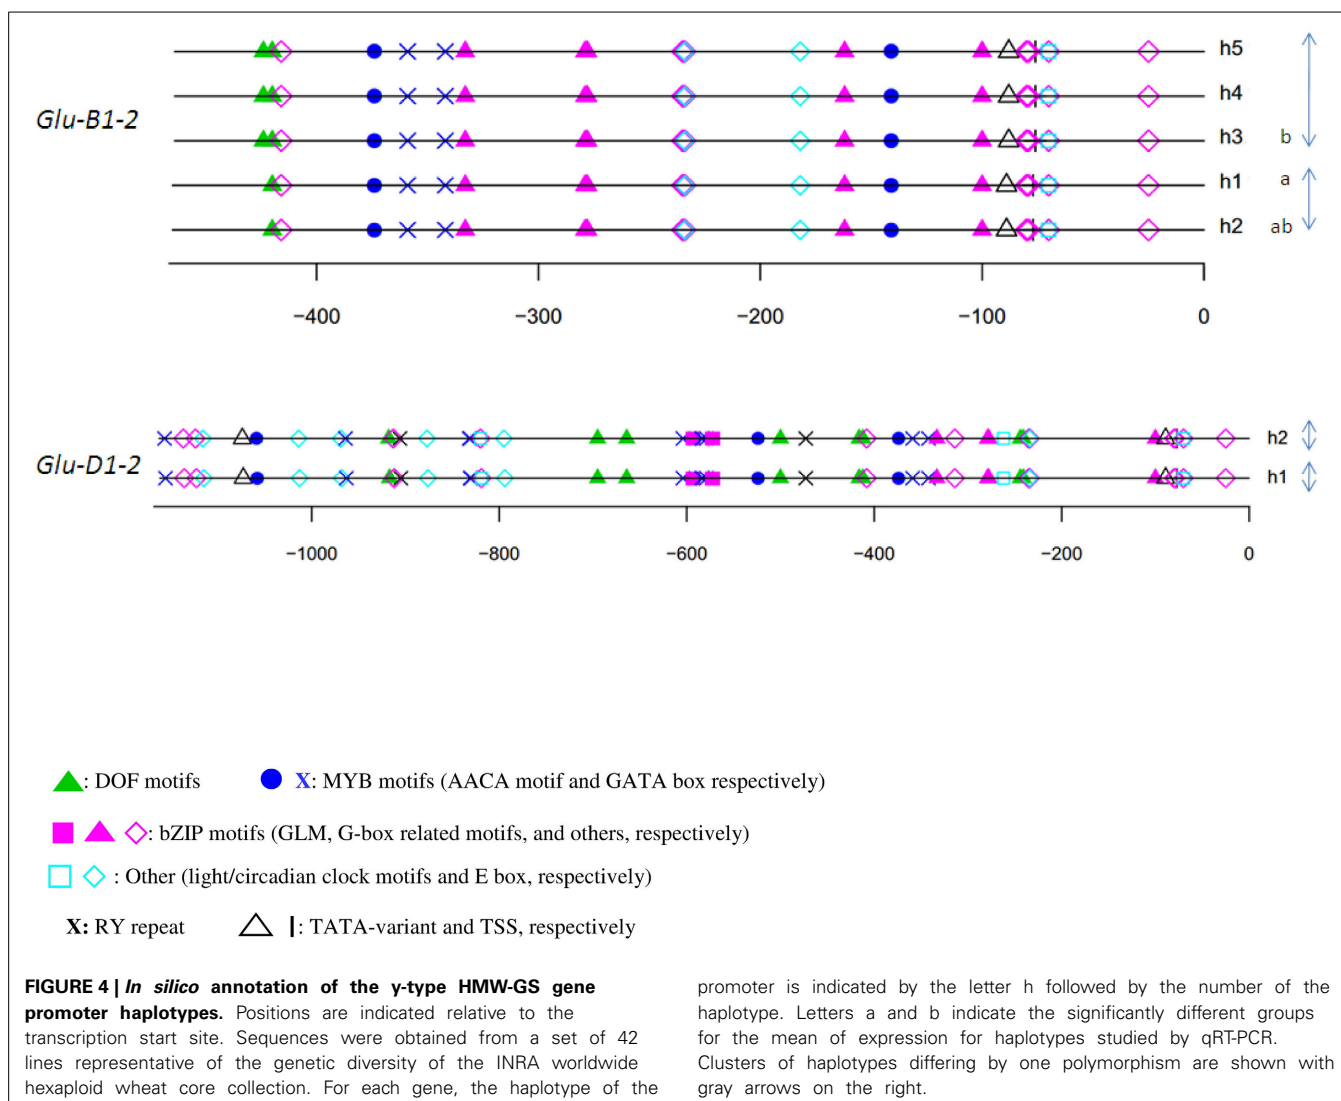 Glu-B1-2
h5
h4
h3 b
h1 a
h2 ab
−400 −300 −200 −100 0
Glu-D1-2
h2
h1
−1000 −800 −600 −400 −200 0
: DOF motifs X: MYB motifs (AACA motif and GATA box respectively)
: bZIP motifs (GLM, G-box related motifs, and others, respectively)
: Other (light/circadian clock motifs and E box, respectively)
X: RY repeat : TATA-variant and TSS, respectively
FIGURE 4 | In silico annotation of the y-type HMW-GS gene
promoter haplotypes. Positions are indicated relative to the
transcription start site. Sequences were obtained from a set of 42
lines representative of the genetic diversity of the INRA worldwide
hexaploid wheat core collection. For each gene, the haplotype of the
promoter is indicated by the letter h followed by the number of the
haplotype. Letters a and b indicate the significantly different groups
for the mean of expression for haplotypes studied by qRT-PCR.
Clusters of haplotypes differing by one polymorphism are shown with
gray arrows on the right.